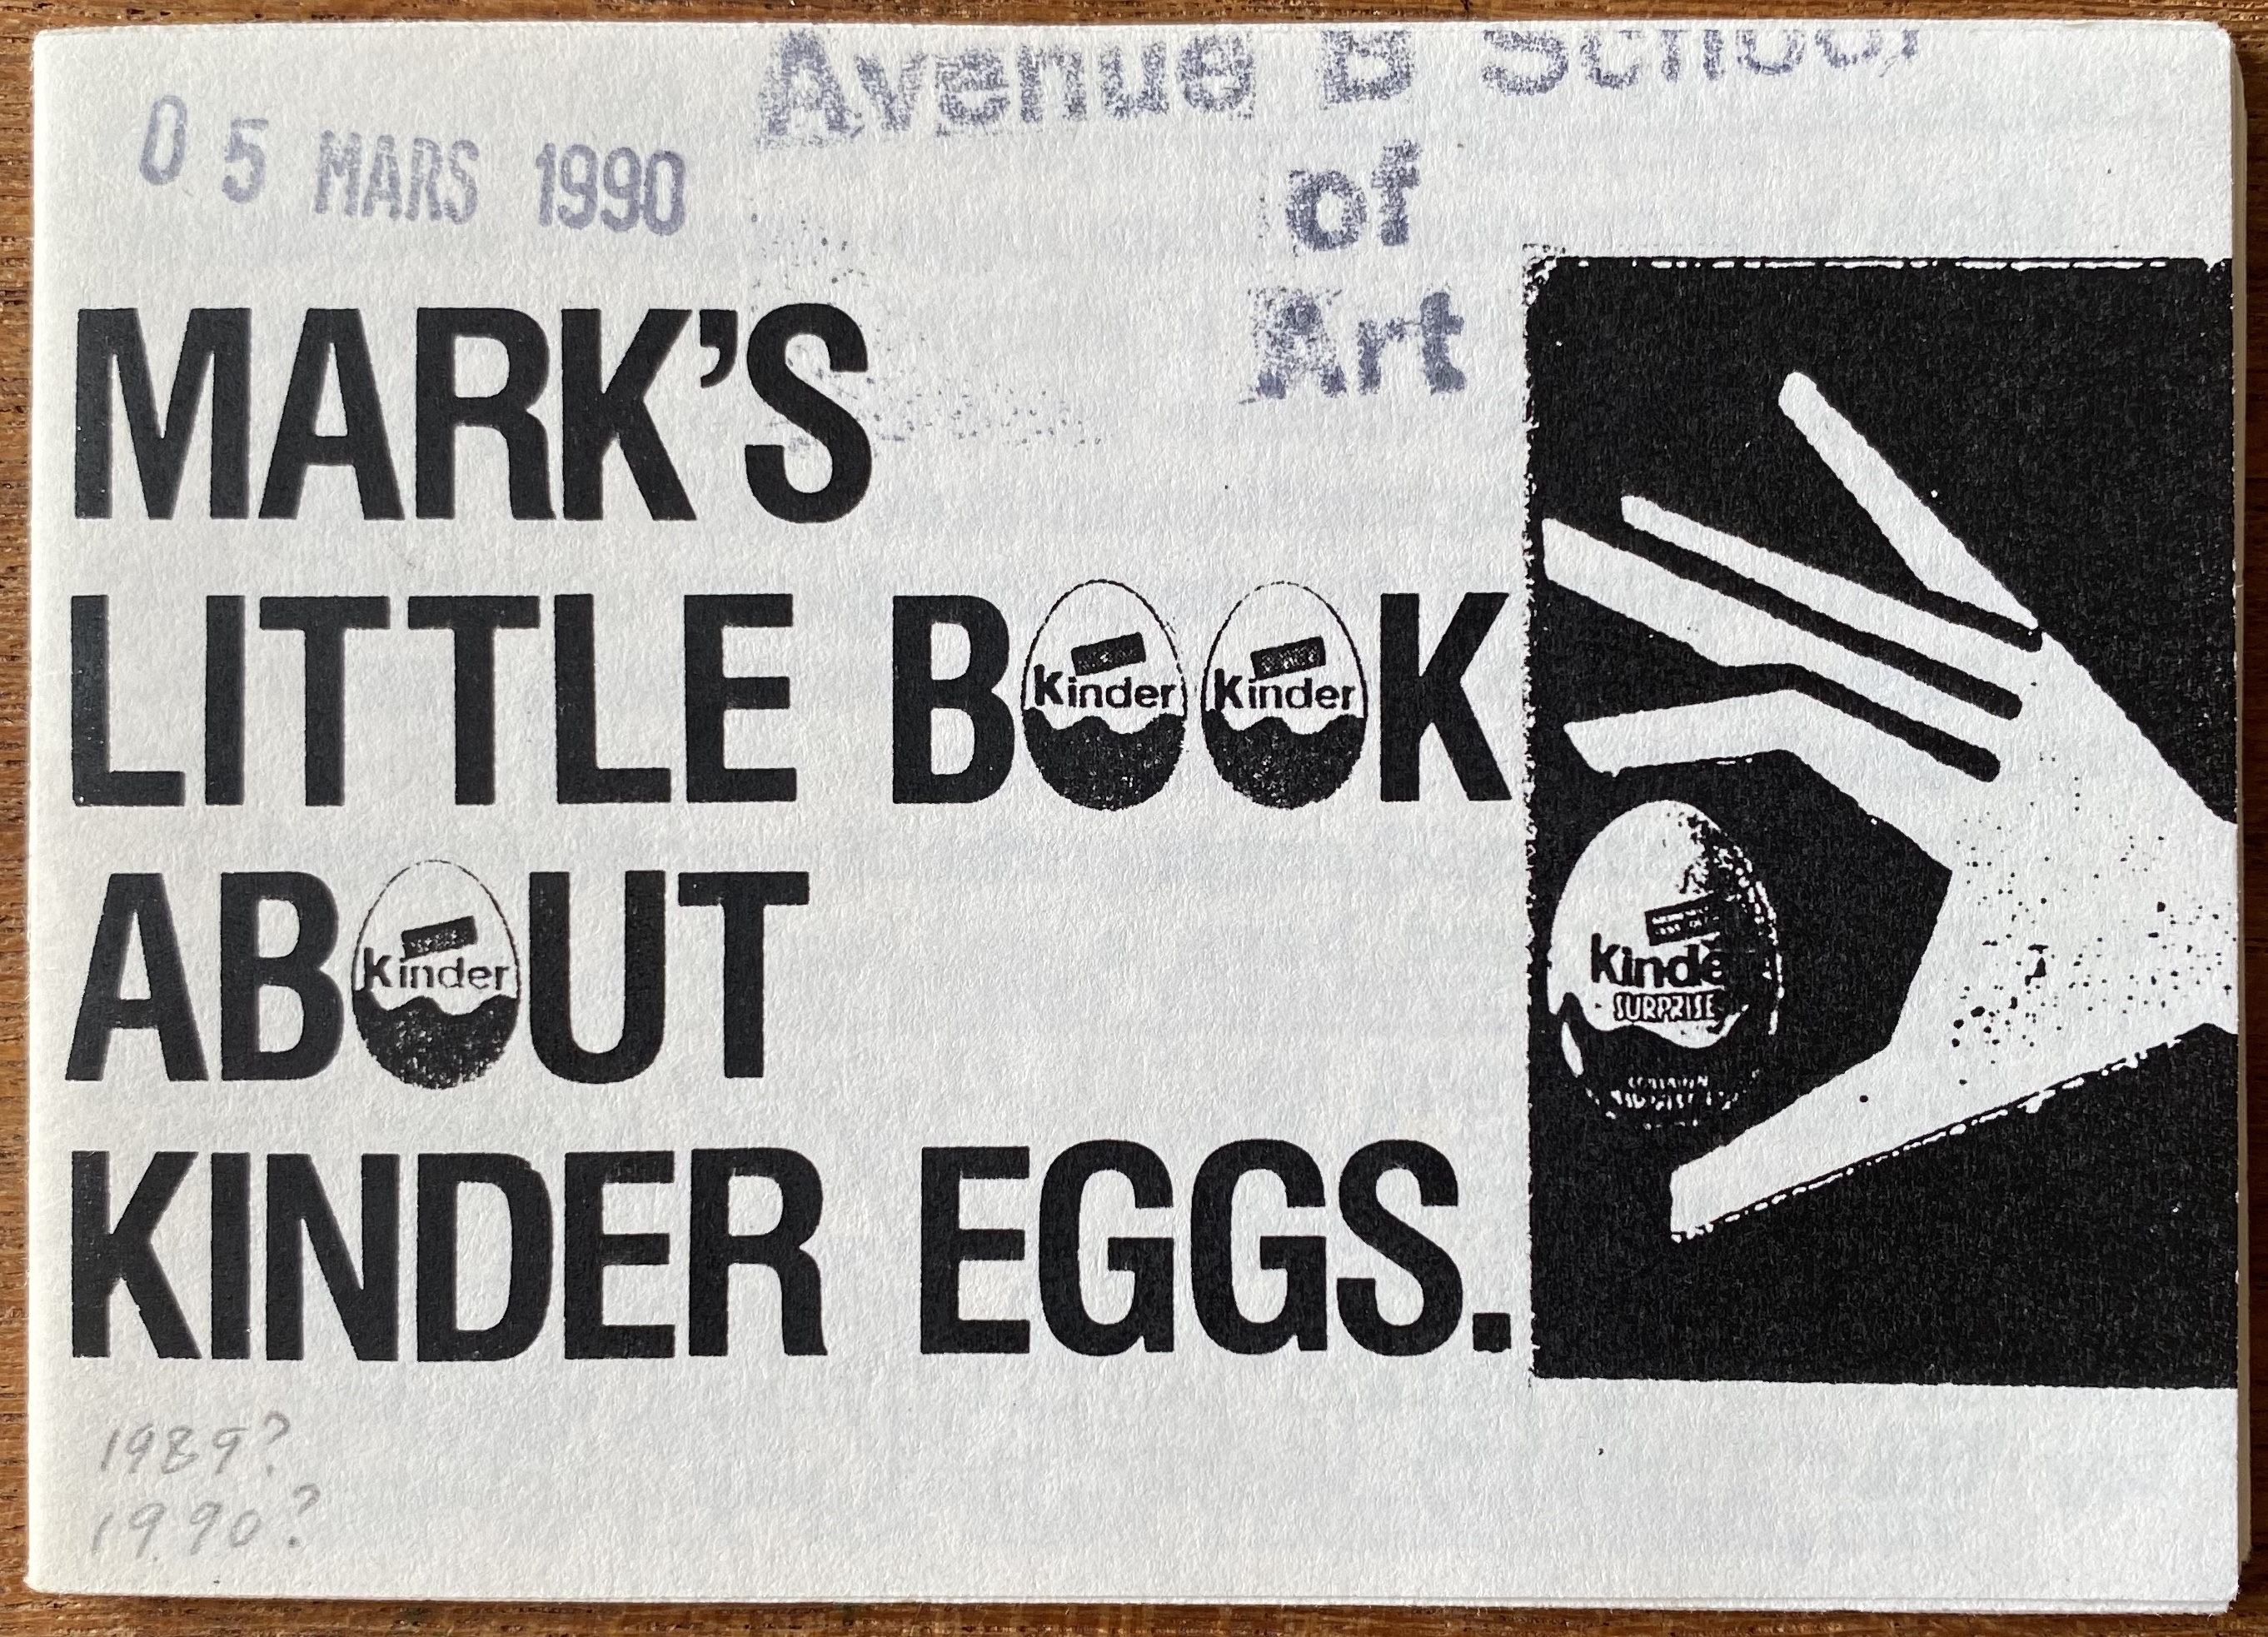 Avenue B School
of
Art
05 MARS 1990
MARK'S
LITTLE BOOK
Kinder Kinder
ABOUT
Kinder
KINDER EGGS.
Kinde
SURPRISE
1989?
1990?